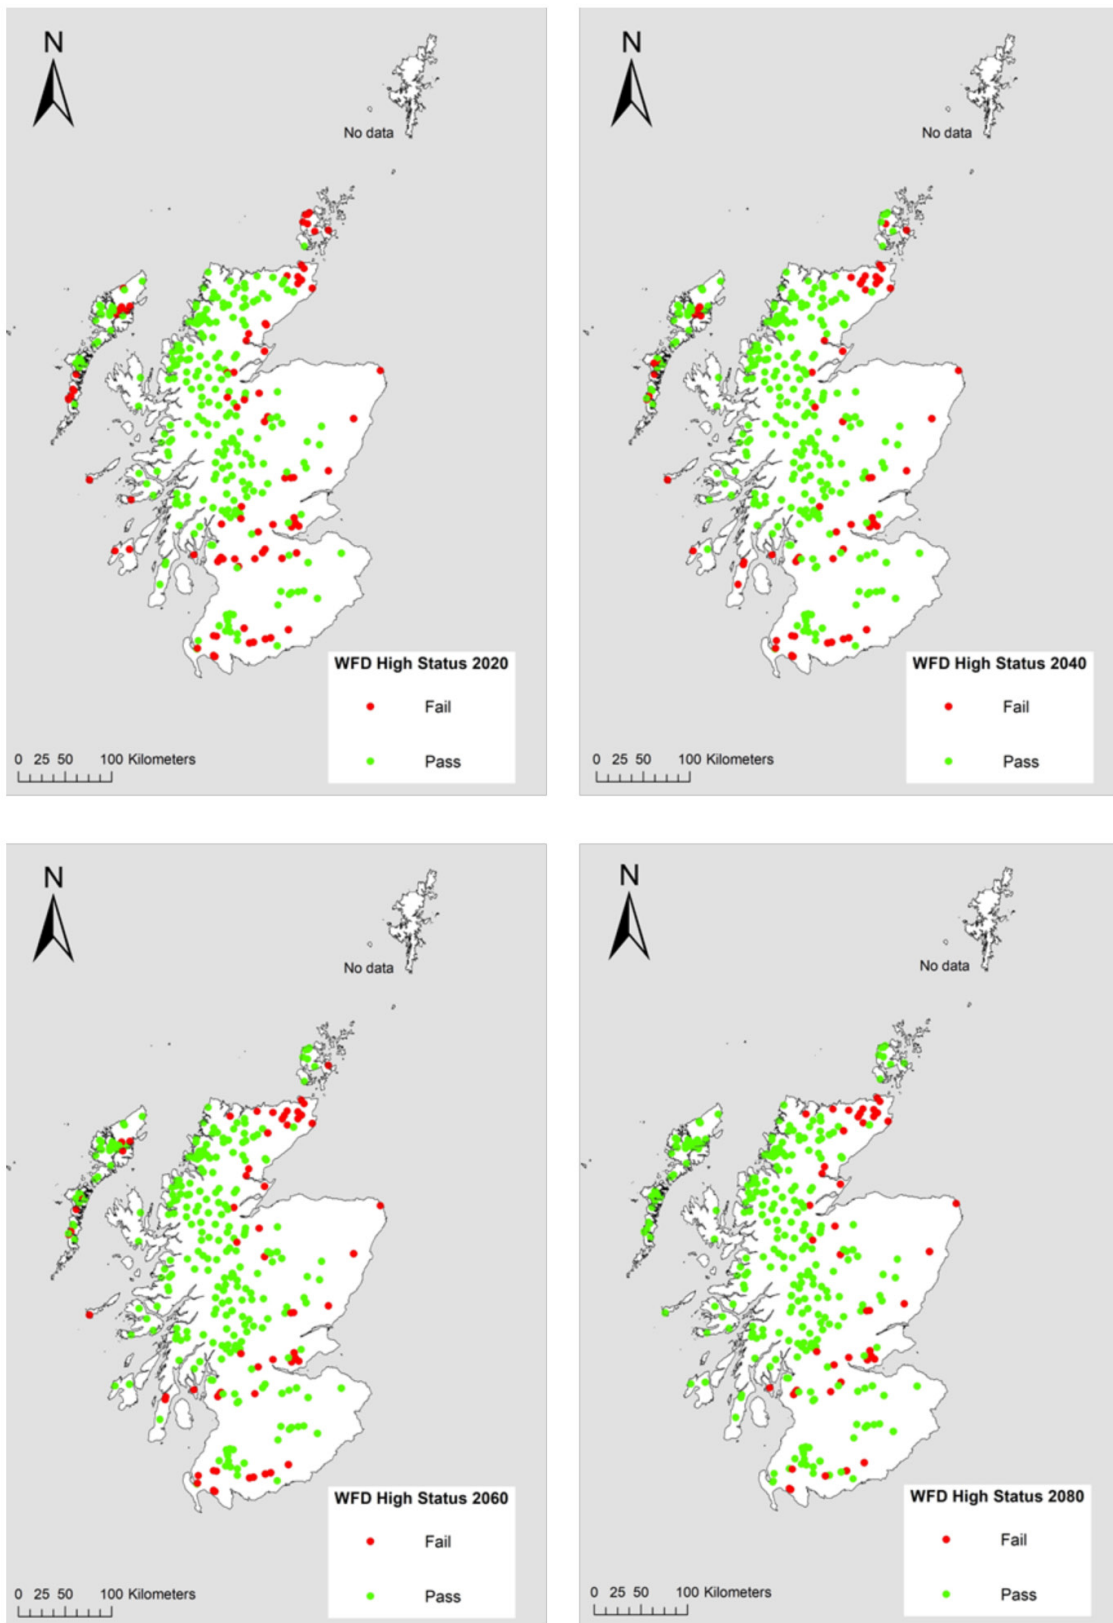 N
No data
WFD High Status 2020
Fail
Pass
0 25 50 100 Kilometers
N
No data
WFD High Status 2040
Fail
Pass
0 25 50 100 Kilometers
N
No data
WFD High Status 2060
Fail
Pass
0 25 50 100 Kilometers
N
No data
WFD High Status 2080
Fail
Pass
0 25 50 100 Kilometers